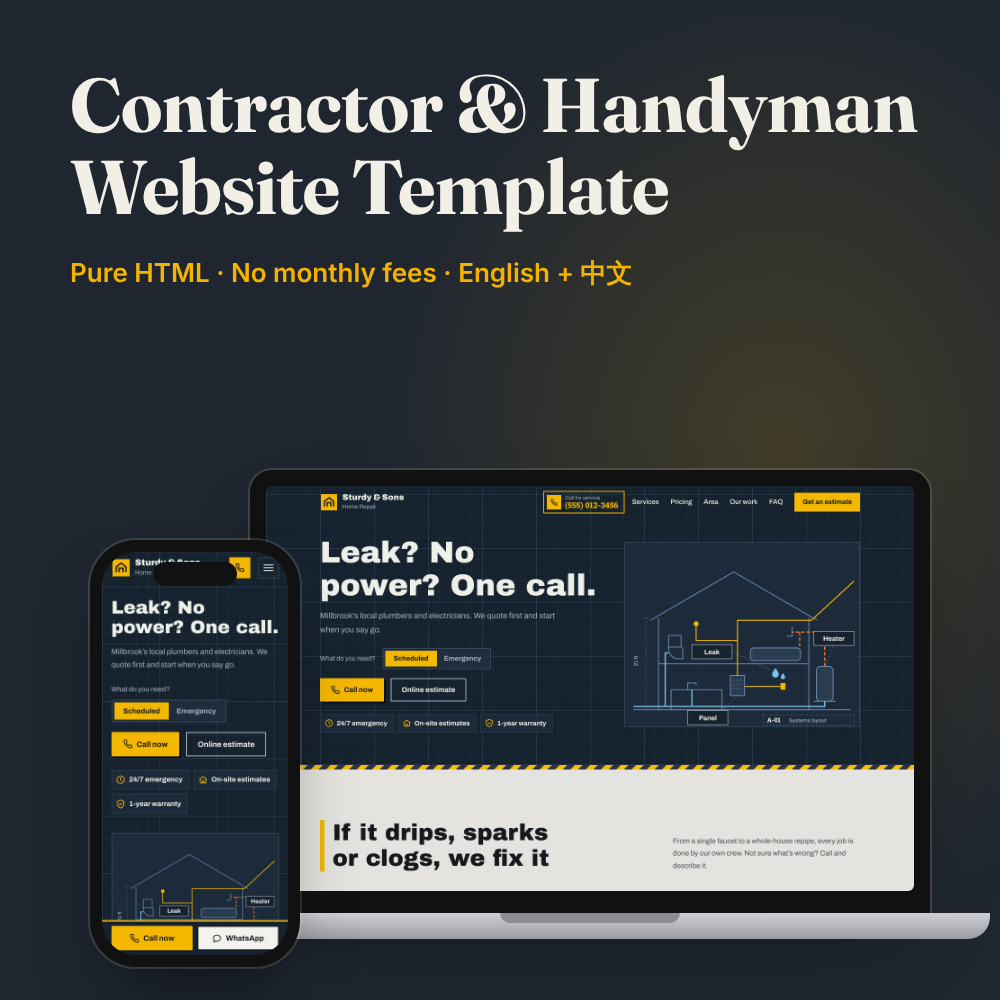 Contractor & Handyman
Website Template
Pure HTML · No monthly fees · English + 中文
Sturdy & Sons
Home Repair
Call for service
(555) 012-3456
Services
Pricing
Area
Our work
FAQ
Get an estimate
Leak? No
power? One call.
Millbrook's local plumbers and electricians. We quote first and start
when you say go.
What do you need?
Scheduled
Emergency
Call now
Online estimate
24/7 emergency
On-site estimates
1-year warranty
Leak
Heater
Panel
A-01
Systems layout
If it drips, sparks
or clogs, we fix it
From a single faucet to a whole-house repipe, every job is
done by our own crew. Not sure what's wrong? Call and
describe it.
Home
Leak? No
power? One call.
Millbrook's local plumbers and electricians. We
quote first and start when you say go.
What do you need?
Scheduled
Emergency
Call now
Online estimate
24/7 emergency
On-site estimates
1-year warranty
Leak
Heater
Call now
WhatsApp